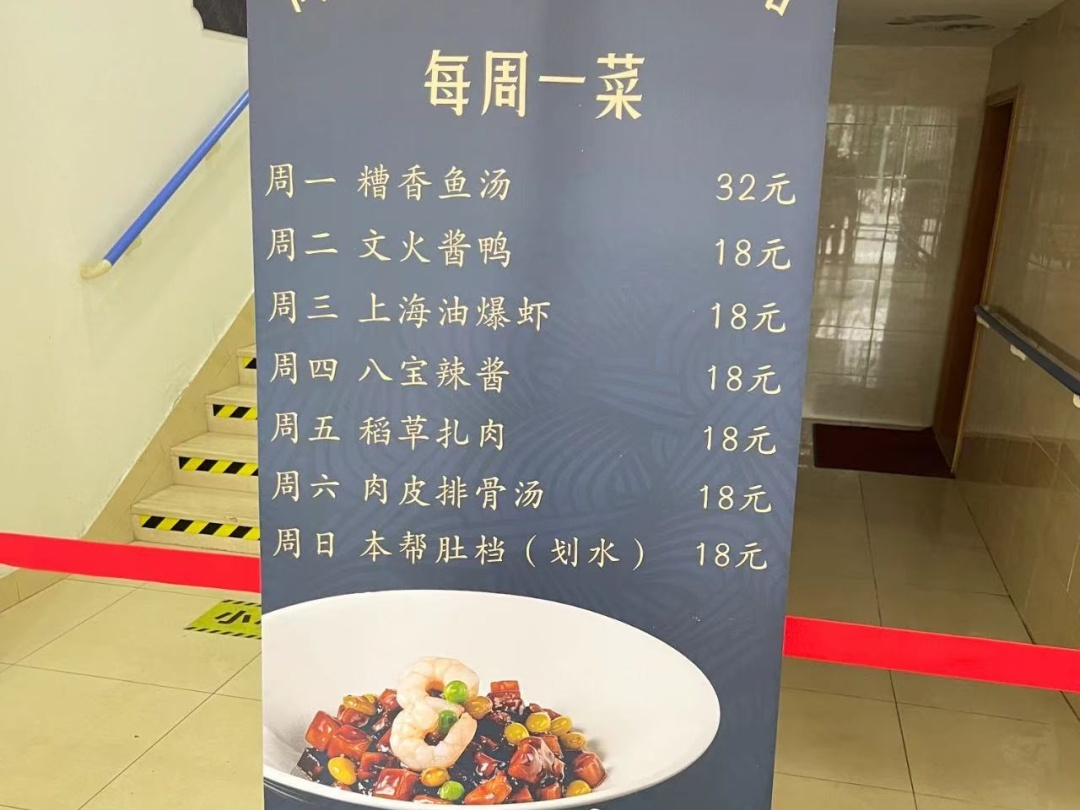 每周一菜
周一 糟香鱼汤 32元
周二 文火酱鸭 18元
周三 上海油爆虾 18元
周四 八宝辣酱 18元
周五 稻草扎肉 18元
周六 肉皮排骨汤 18元
周日 本帮肚档（划水） 18元
小